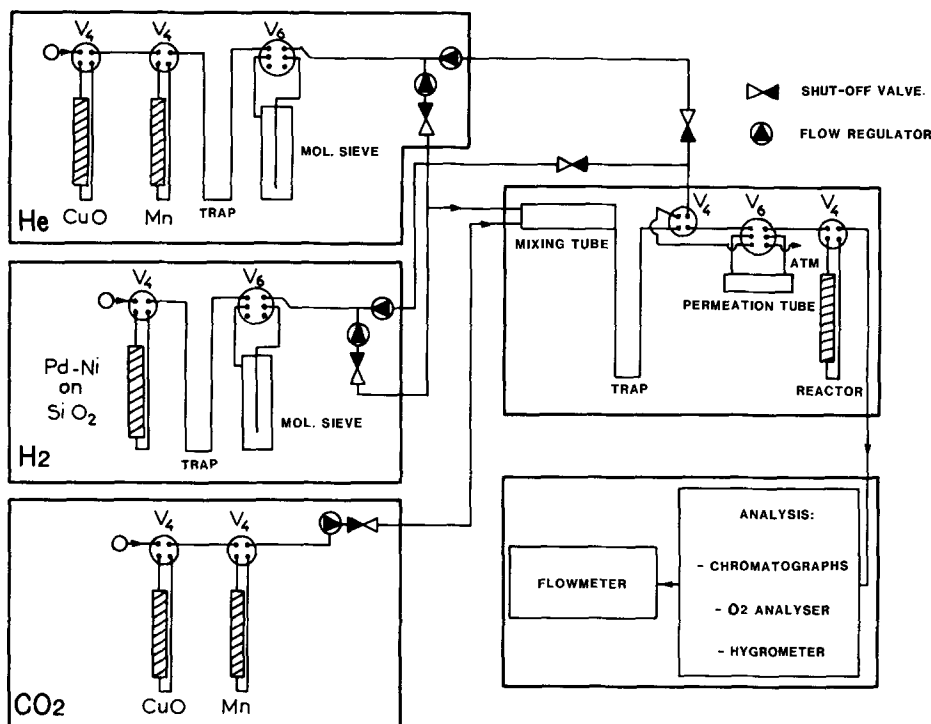 V4
V4
V6
MOL. SIEVE
TRAP
He
CuO
Mn
SHUT-OFF VALVE.
FLOW REGULATOR
V4
V6
Pd-Ni
on
SiO2
MOL. SIEVE
TRAP
H2
MIXING TUBE
V4
V6
V4
ATM
PERMEATION TUBE
TRAP
REACTOR
V4
V4
CuO
Mn
CO2
ANALYSIS:
- CHROMATOGRAPHS
- O2 ANALYSER
- HYGROMETER
FLOWMETER